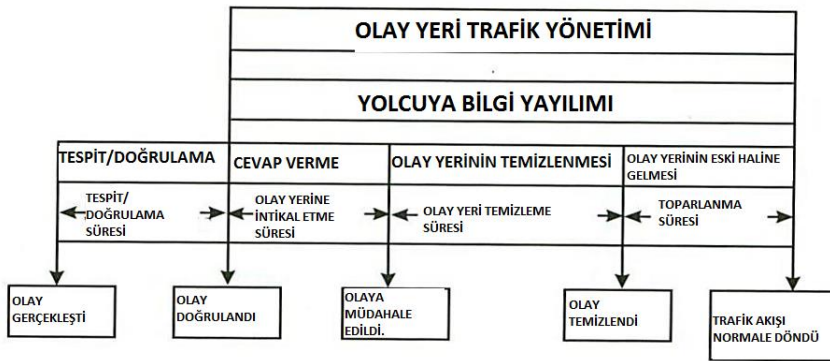 OLAY YERİ TRAFİK YÖNETİMİ
YOLCUYA BİLGİ YAYILIMI
TESPİT/DOĞRULAMA
CEVAP VERME
OLAY YERİNİN TEMİZLENMESİ
OLAY YERİNİN ESKİ HALİNE
GELMESİ
TESPİT/
DOĞRULAMA
SÜRESİ
OLAY YERİNE
İNTİKAL ETME
SÜRESİ
OLAY YERİ TEMİZLEME
SÜRESİ
TOPARLANMA
SÜRESİ
OLAY
GERÇEKLEŞTİ
OLAY
DOĞRULANDI
OLAYA
MÜDAHALE
EDİLDİ.
OLAY
TEMİZLENDİ
TRAFİK AKIŞI
NORMALE DÖNDÜ